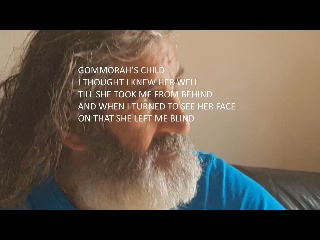 GOMMORAH'S CHILD
I THOUGHT I KNEW HER WELL
TILL SHE TOOK ME FROM BEHIND
AND WHEN I TURNED TO SEE HER FACE
ON THAT SHE LEFT ME BLIND